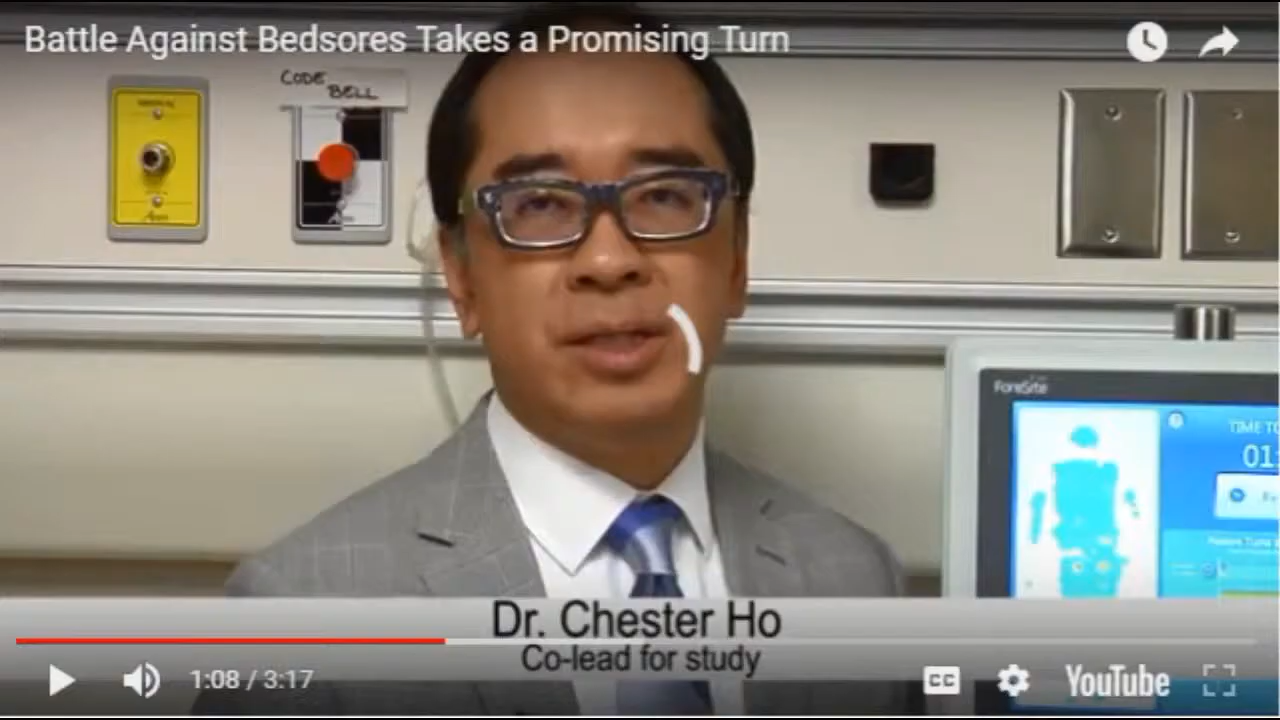 Battle Against Bedsores Takes a Promising Turn
CODE
BELL
ForeSite
TIME TO
01:
Dr. Chester Ho
Co-lead for study
1:08 / 3:17
CC
YouTube